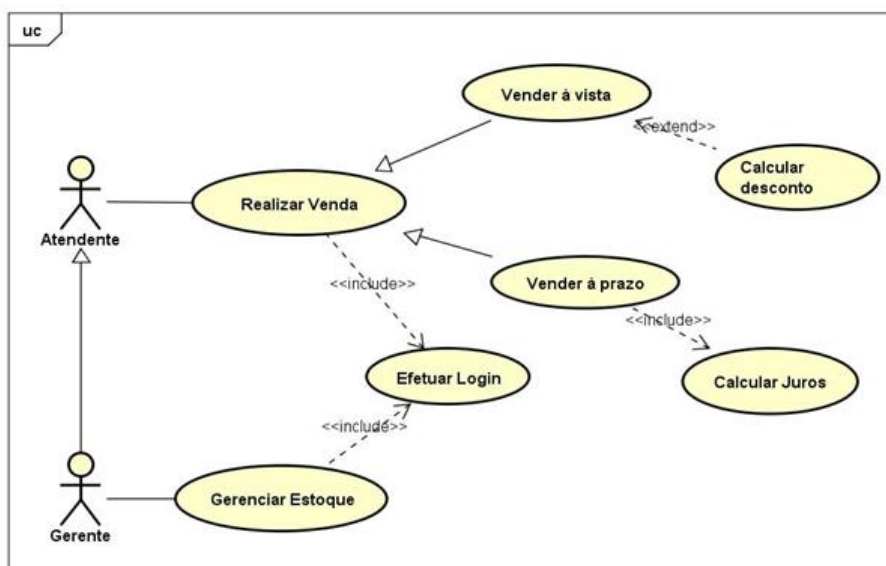 uc
Vender à vista
<<extend>>
Calcular
desconto
Realizar Venda
Atendente
Vender à prazo
<<include>>
<<include>>
Efetuar Login
Calcular Juros
<<include>>
Gerenciar Estoque
Gerente